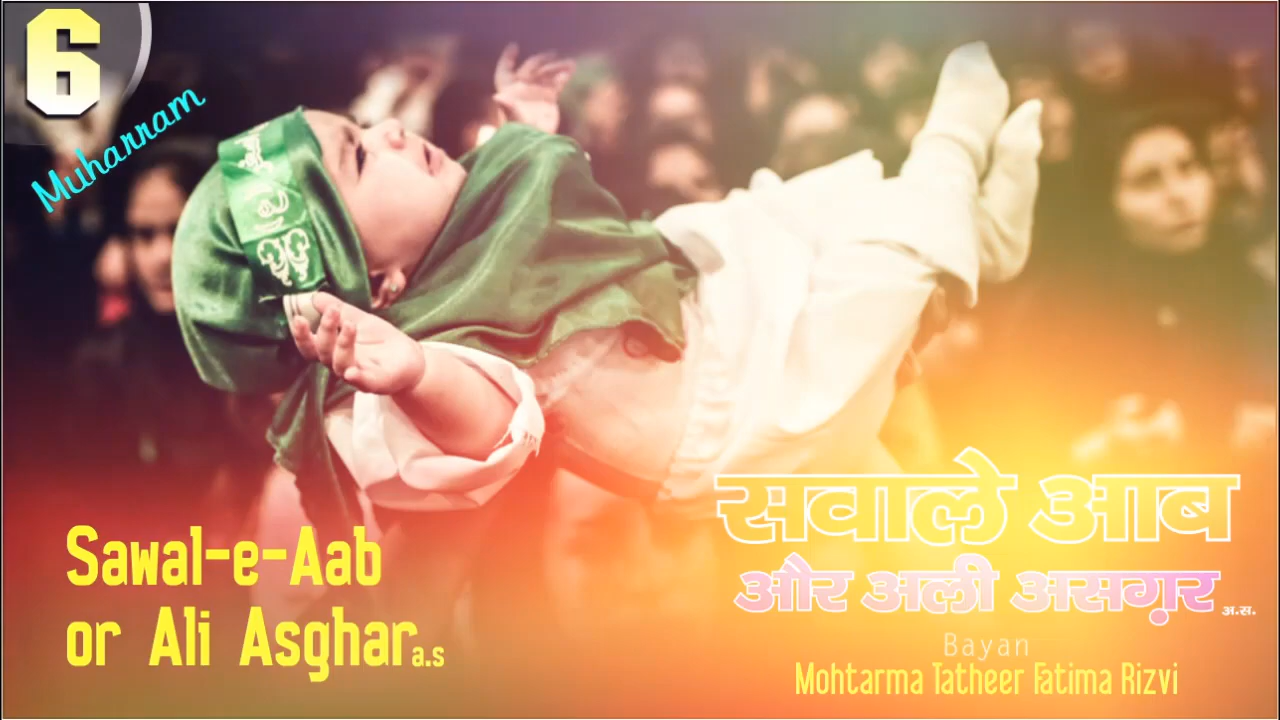 6
Muharram
Sawal-e-Aab
or Ali Asghar a.s
सवाले आब
और अली असग़र अ.स.
Bayan
Mohtarma Tatheer Fatima Rizvi